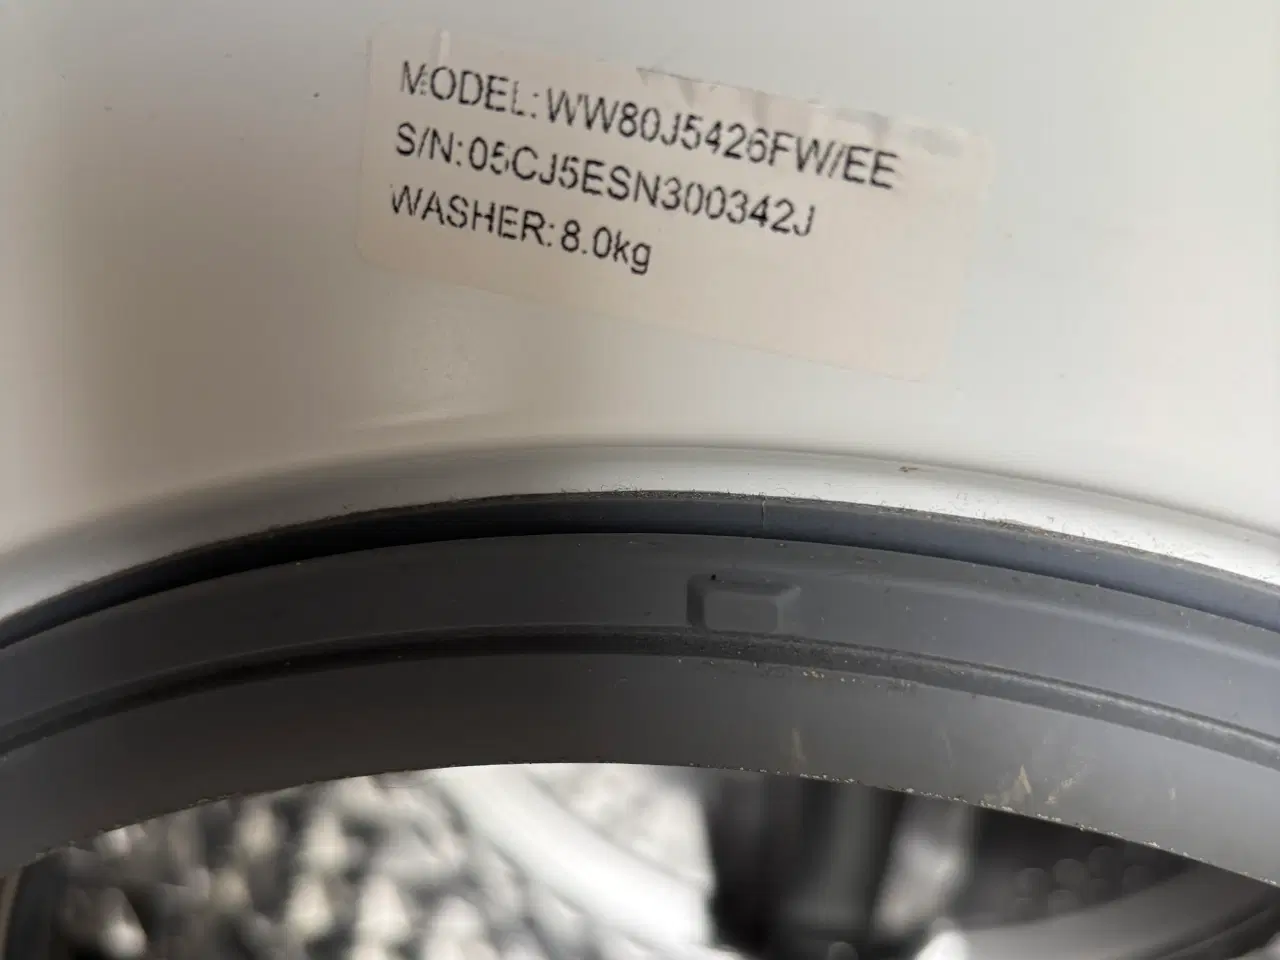 MODEL:WW80J5426FW/EE
S/N:05CJ5ESN300342J
WASHER:8.0kg